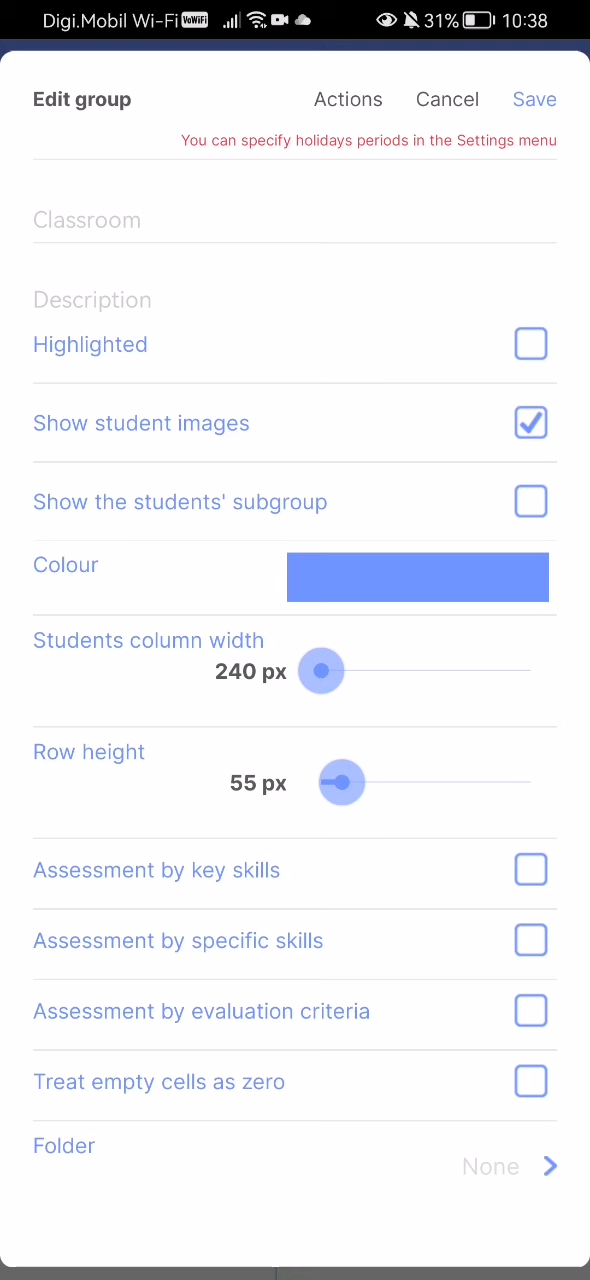 Digi.Mobil Wi-Fi VoWiFi 31% 10:38
Edit group Actions Cancel Save
You can specify holidays periods in the Settings menu
Classroom
Description
Highlighted
Show student images
Show the students' subgroup
Colour
Students column width
240 px
Row height
55 px
Assessment by key skills
Assessment by specific skills
Assessment by evaluation criteria
Treat empty cells as zero
Folder
None